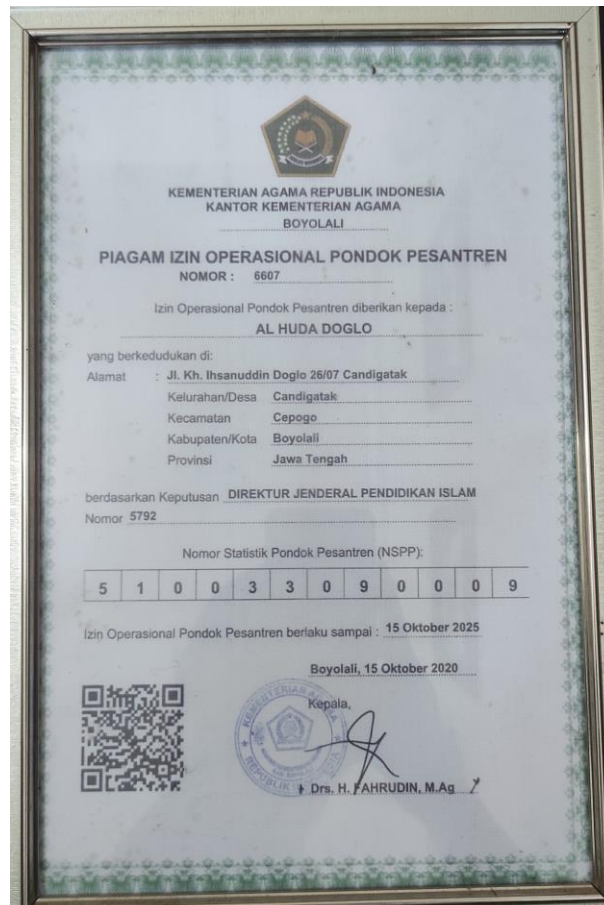 KEMENTERIAN AGAMA REPUBLIK INDONESIA
KANTOR KEMENTERIAN AGAMA
BOYOLALI
PIAGAM IZIN OPERASIONAL PONDOK PESANTREN
NOMOR : 6607
Izin Operasional Pondok Pesantren diberikan kepada :
AL HUDA DOGLO
yang berkedudukan di:
Alamat : Jl. Kh. Ihsanuddin Doglo 26/07 Candigatak
Kelurahan/Desa Candigatak
Kecamatan Cepogo
Kabupaten/Kota Boyolali
Provinsi Jawa Tengah
berdasarkan Keputusan DIREKTUR JENDERAL PENDIDIKAN ISLAM
Nomor 5792
Nomor Statistik Pondok Pesantren (NSPP):
5 1 0 0 3 3 0 9 0 0 0 9
Izin Operasional Pondok Pesantren berlaku sampai : 15 Oktober 2025
Boyolali, 15 Oktober 2020
Kepala,
KEMENTERIAN AGAMA
REPUBLIK
Drs. H. FAHRUDIN, M.Ag